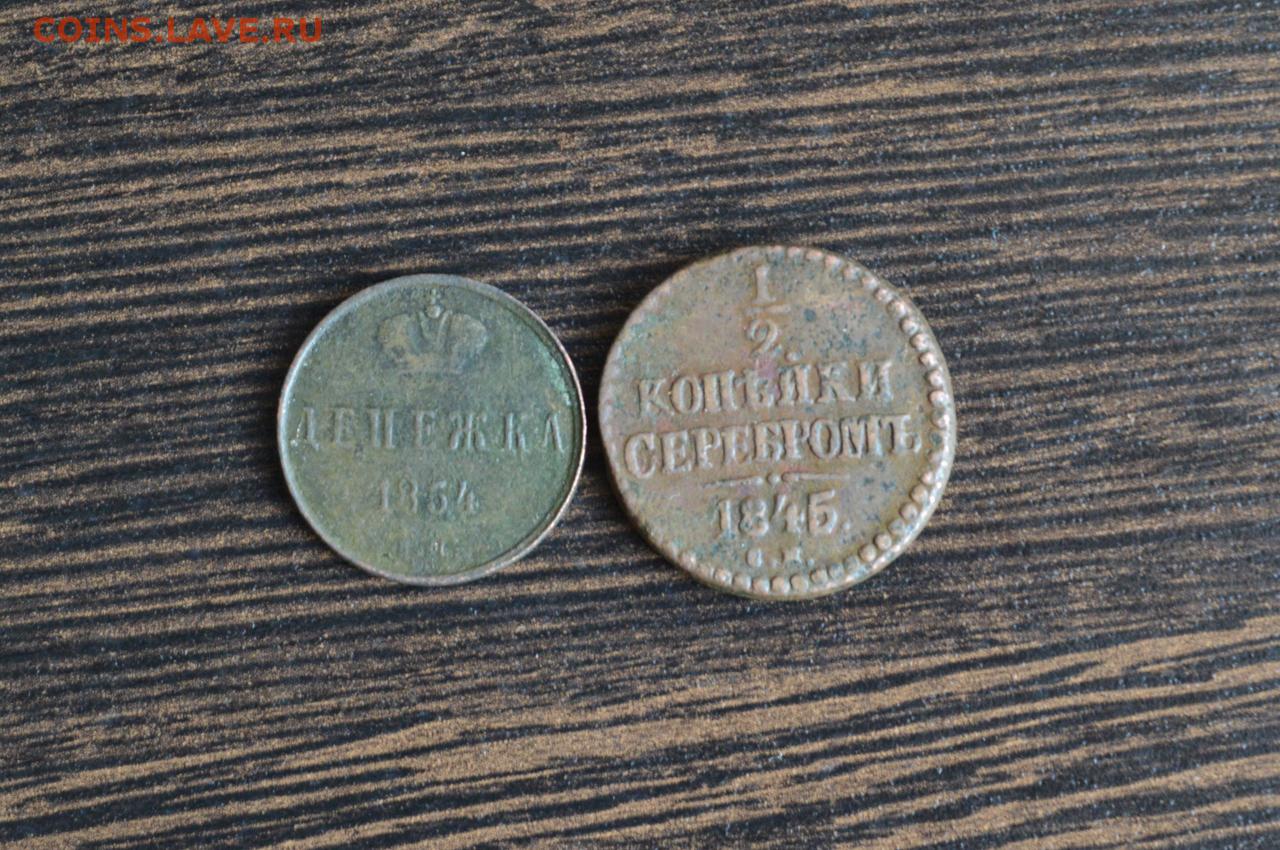 COINS.LAVE.RU
ДЕНЕЖКА
1854
1
2.
КОПѢЙКИ
СЕРЕБРОМЪ
1845.
С.М.